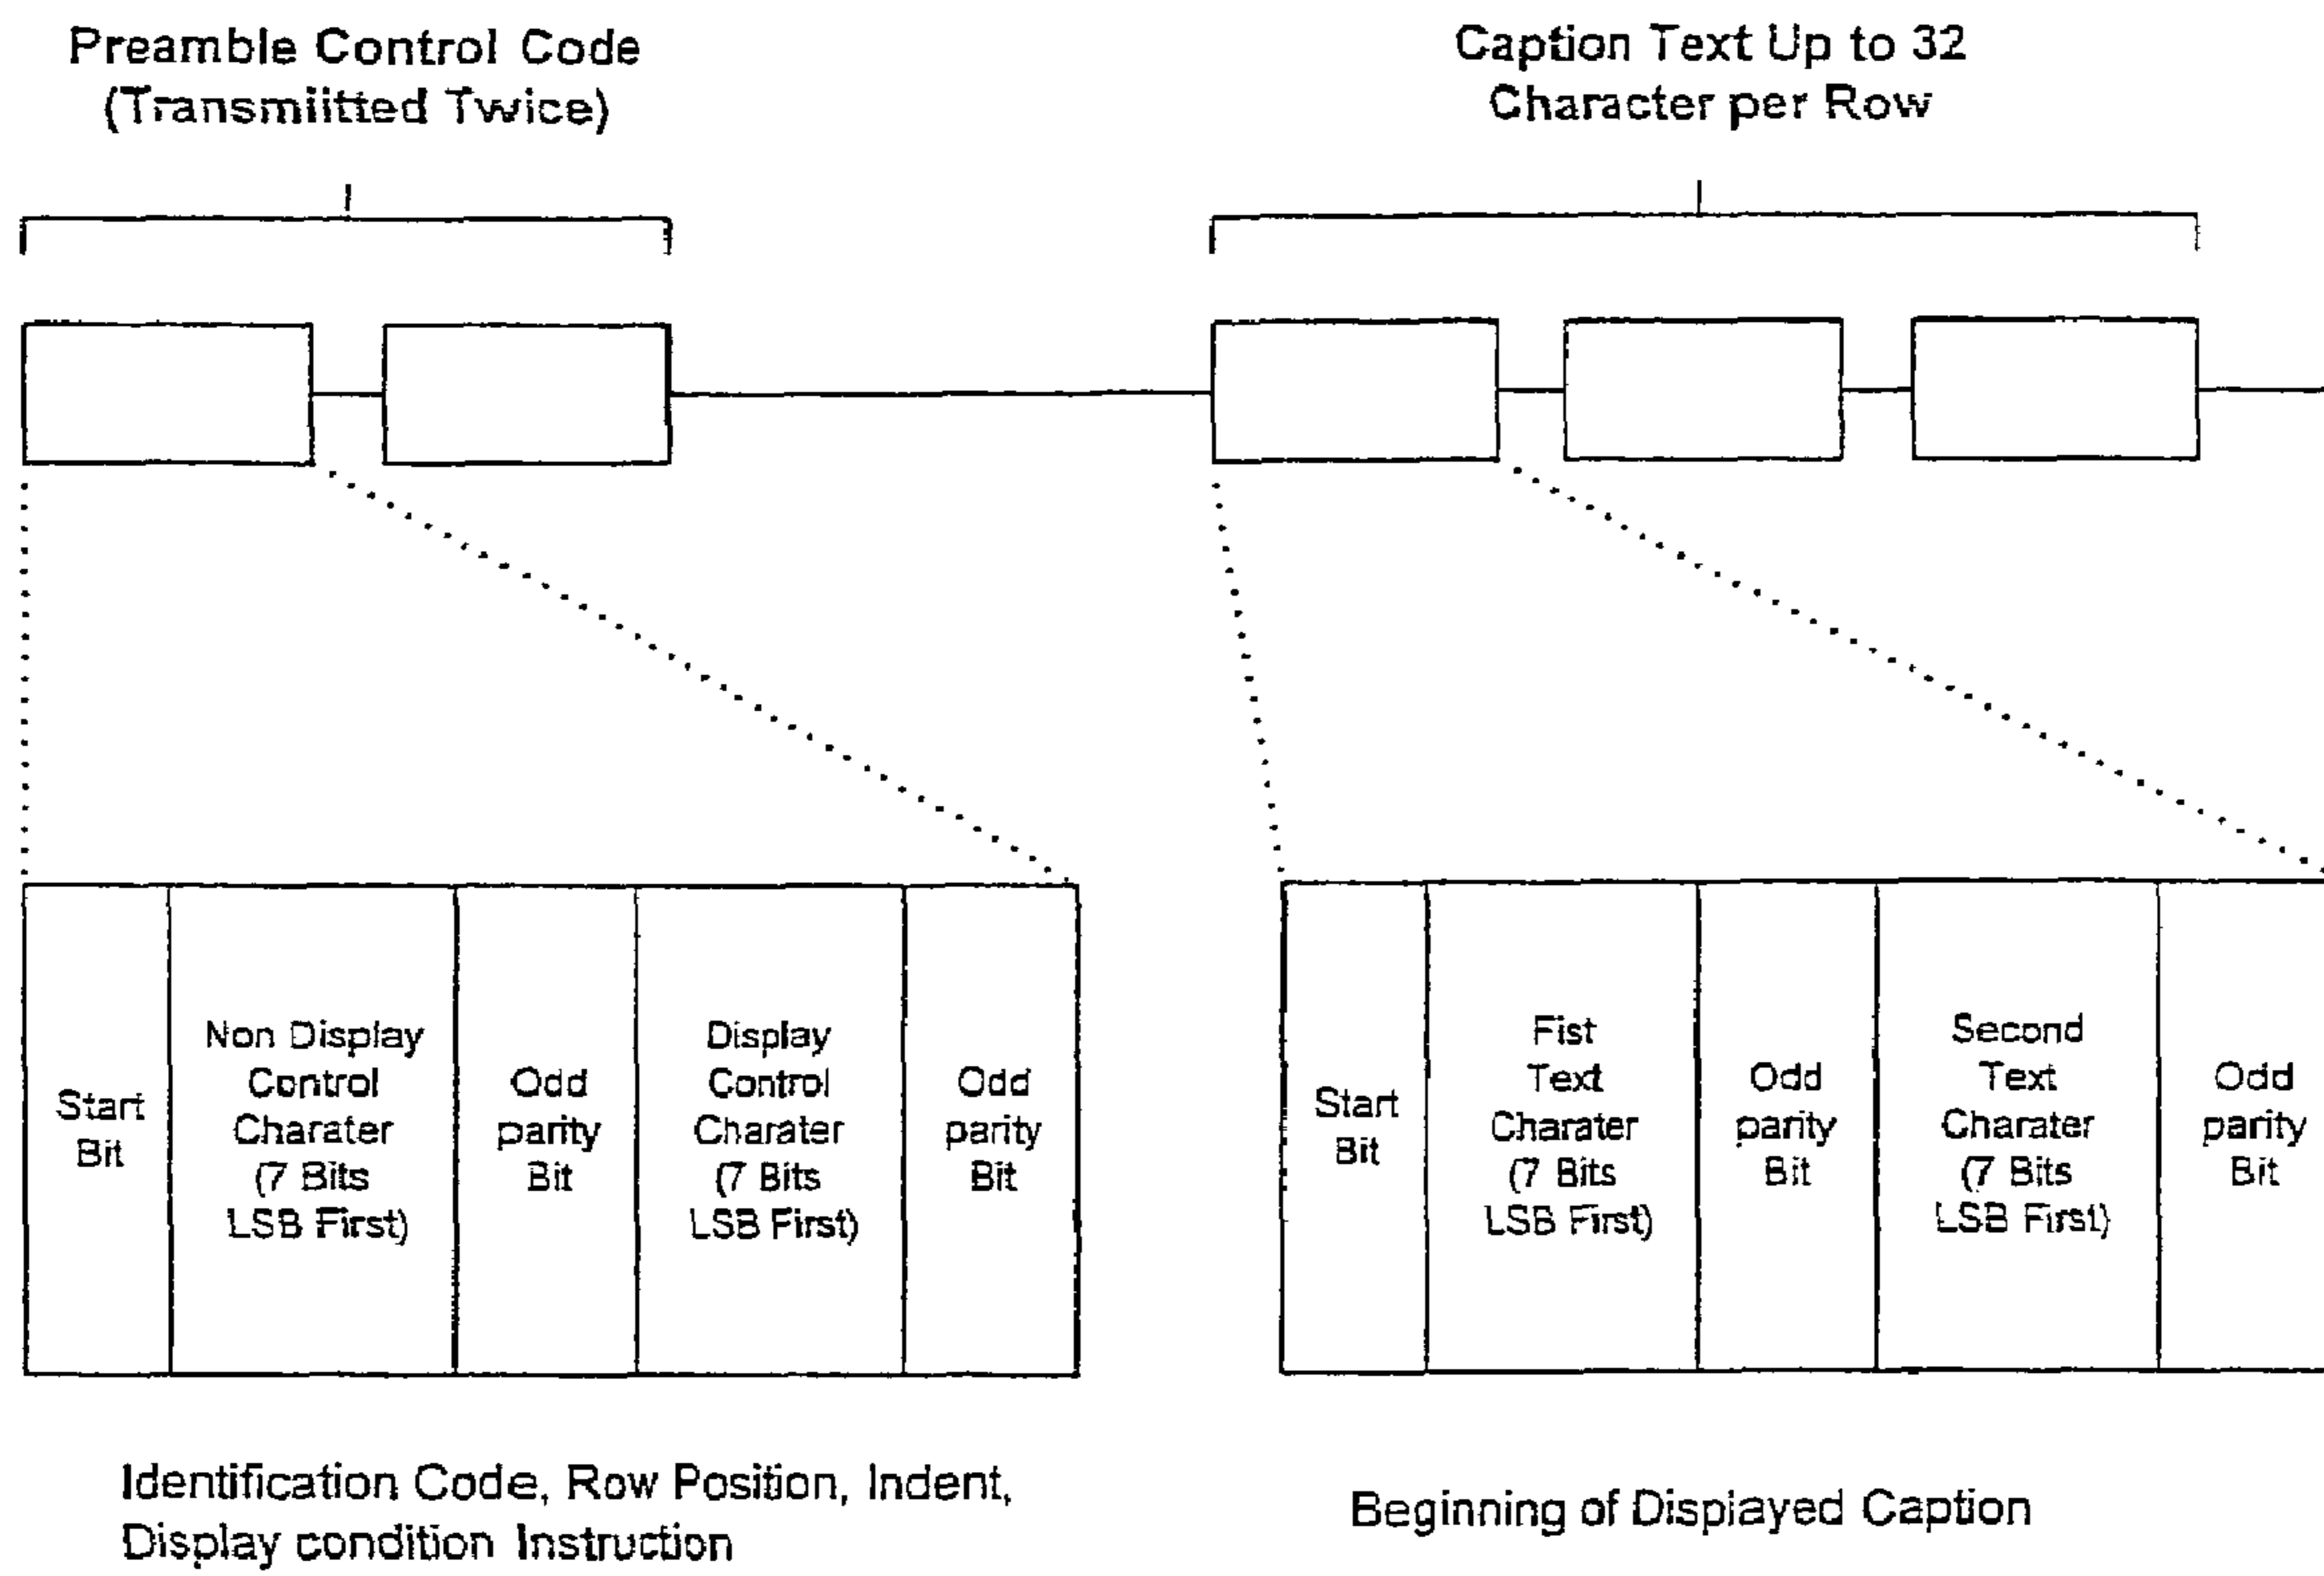 Preamble Control Code
(Transmiitted Twice)
Caption Text Up to 32
Character per Row
Start
Bit
Non Display
Control
Charater
(7 Bits
LSB First)
Odd
parity
Bit
Display
Control
Charater
(7 Bits
LSB First)
Odd
parity
Bit
Start
Bit
Fist
Text
Charater
(7 Bits
LSB First)
Odd
parity
Bit
Second
Text
Charater
(7 Bits
LSB First)
Odd
parity
Bit
Identification Code, Row Position, Indent,
Display condition Instruction
Beginning of Displayed Caption